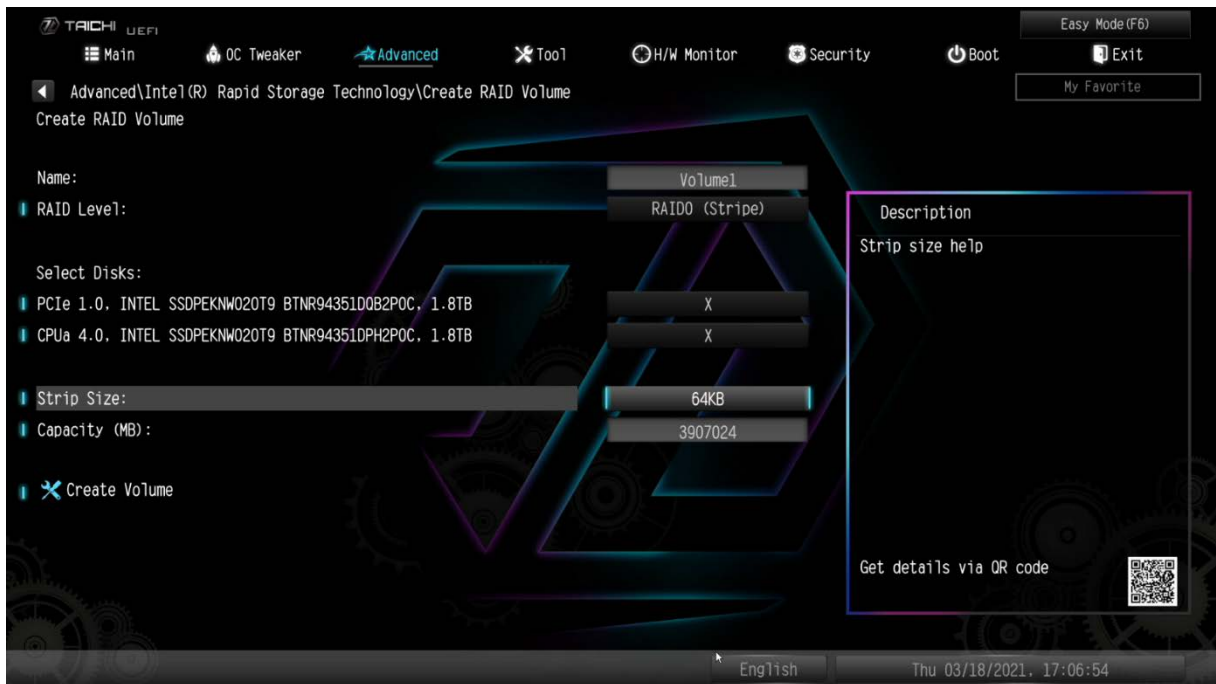 TAICHI UEFI
Easy Mode(F6)
Main OC Tweaker Advanced Tool H/W Monitor Security Boot Exit
Advanced\Intel(R) Rapid Storage Technology\Create RAID Volume
My Favorite
Create RAID Volume
Name: Volume1
RAID Level: RAID0 (Stripe)
Description
Strip size help
Select Disks:
PCIe 1.0, INTEL SSDPEKNW020T9 BTNR94351DQB2P0C, 1.8TB X
CPUa 4.0, INTEL SSDPEKNW020T9 BTNR94351DPH2P0C, 1.8TB X
Strip Size: 64KB
Capacity (MB): 3907024
Create Volume
Get details via QR code
English
Thu 03/18/2021, 17:06:54